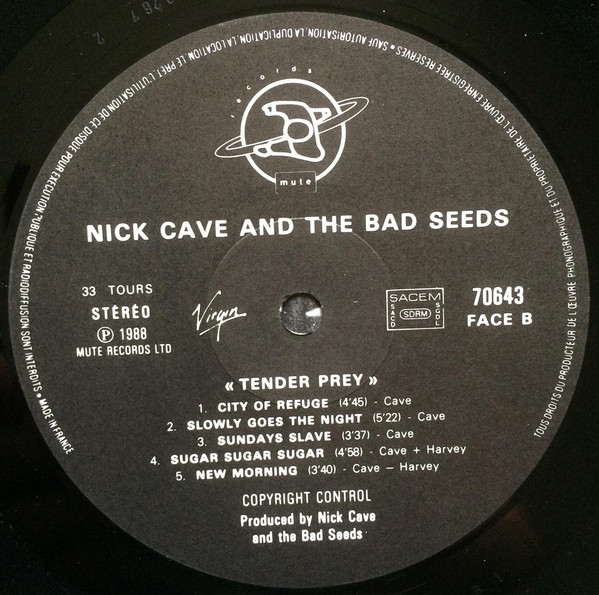 records
mute
NICK CAVE AND THE BAD SEEDS
33 TOURS
STÉRÉO
Ⓟ 1988
MUTE RECORDS LTD
Virgin
SACEM
SACD
SDRM
SGDL
70643
FACE B
« TENDER PREY »
1. CITY OF REFUGE (4'45) - Cave
2. SLOWLY GOES THE NIGHT (5'22) - Cave
3. SUNDAYS SLAVE (3'37) - Cave
4. SUGAR SUGAR SUGAR (4'58) - Cave + Harvey
5. NEW MORNING (3'40) - Cave — Harvey
COPYRIGHT CONTROL
Produced by Nick Cave
and the Bad Seeds
TOUS DROITS DU PRODUCTEUR DE L'ŒUVRE PHONOGRAPHIQUE ET DU PROPRIETAIRE DE L'ŒUVRE ENREGISTREE RESERVES • SAUF AUTORISATION, LA DUPLICATION, LA LOCATION, LE PRET, L'UTILISATION DE CE DISQUE POUR EXECUTION PUBLIQUE ET RADIODIFFUSION SONT INTERDITS • MADE IN FRANCE